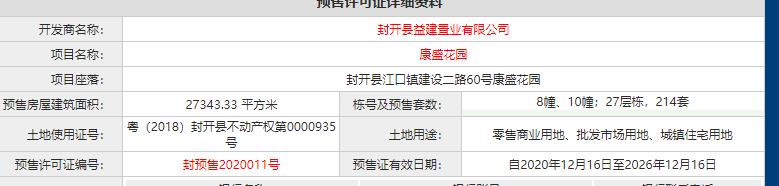 预售许可证详细资料
开发商名称： 封开县益建置业有限公司
项目名称： 康盛花园
项目座落： 封开县江口镇建设二路60号康盛花园
预售房屋建筑面积： 27343.33 平方米 栋号及预售套数： 8幢、10幢；27层栋，214套
土地使用证号： 粤（2018）封开县不动产权第0000935号 土地用途： 零售商业用地、批发市场用地、城镇住宅用地
预售许可证编号： 封预售2020011号 预售证有效日期： 自2020年12月16日至2026年12月16日